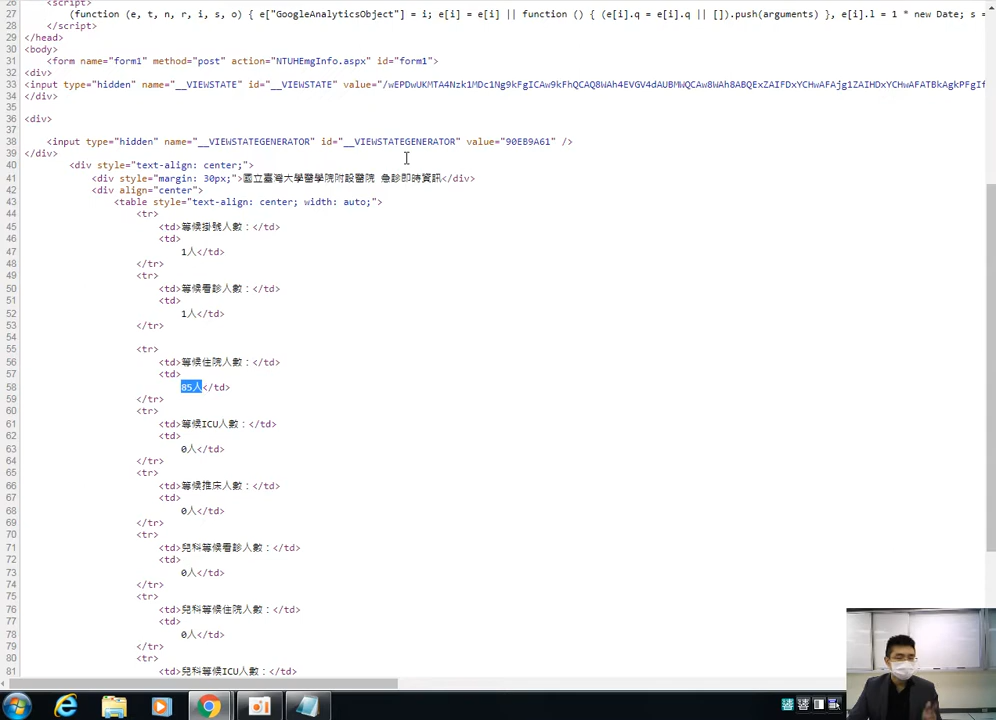 26 <script>
27 (function (e, t, n, r, i, s, o) { e["GoogleAnalyticsObject"] = i; e[i] = e[i] || function () { (e[i].q = e[i].q || []).push(arguments) }, e[i].l = 1 * new Date; s =
28 </script>
29 </head>
30 <body>
31 <form name="form1" method="post" action="NTUHEmgInfo.aspx" id="form1">
32 <div>
33 <input type="hidden" name="__VIEWSTATE" id="__VIEWSTATE"
34 </div>
35
36 <div>
37
38 <input type="hidden" name="__VIEWSTATEGENERATOR" id="__VIEWSTATEGENERATOR" value="90EB9A61" />
39 </div>
40 <div style="text-align: center;">
41 <div style="margin: 30px;">國立臺灣大學醫學院附設醫院 急診即時資訊</div>
42 <div align="center">
43 <table style="text-align: center; width: auto;">
44 <tr>
45 <td>等候掛號人數：</td>
46 <td>
47 1人</td>
48 </tr>
49 <tr>
50 <td>等候看診人數：</td>
51 <td>
52 1人</td>
53 </tr>
54
55 <tr>
56 <td>等候住院人數：</td>
57 <td>
58 85人</td>
59 </tr>
60 <tr>
61 <td>等候ICU人數：</td>
62 <td>
63 0人</td>
64 </tr>
65 <tr>
66 <td>等候推床人數：</td>
67 <td>
68 0人</td>
69 </tr>
70 <tr>
71 <td>兒科等候看診人數：</td>
72 <td>
73 0人</td>
74 </tr>
75 <tr>
76 <td>兒科等候住院人數：</td>
77 <td>
78 0人</td>
79 </tr>
80 <tr>
81 <td>兒科等候ICU人數：</td>